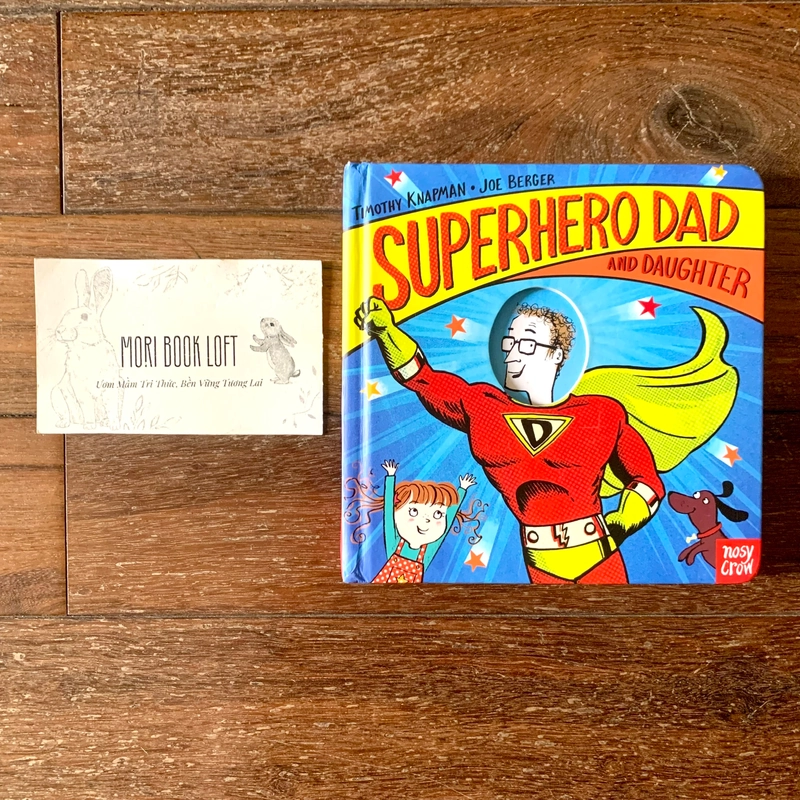 MORI BOOK LOFT
Ươm Mầm Tri Thức, Bền Vững Tương Lai
TIMOTHY KNAPMAN • JOE BERGER
SUPERHERO DAD
AND DAUGHTER
D
nosy
crow